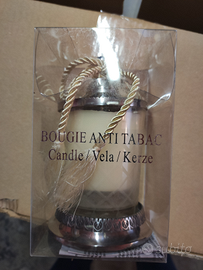 BOUGIE ANTI TABAC
Candle / Vela / Kerze